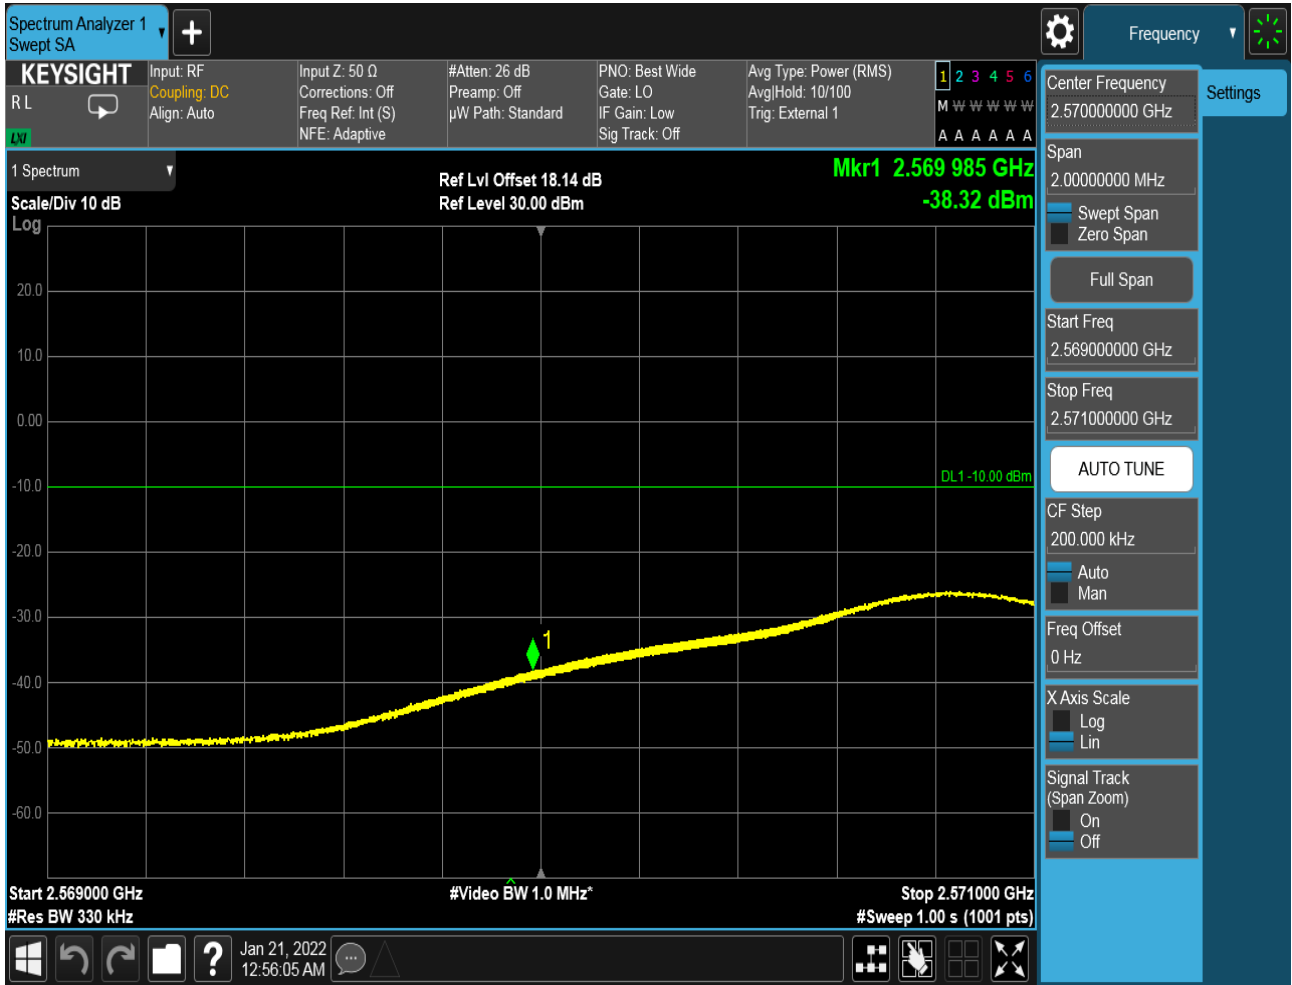 Spectrum Analyzer 1
Swept SA
Frequency
KEYSIGHT
R L
LXI
Input: RF
Coupling: DC
Align: Auto
Input Z: 50 Ω
Corrections: Off
Freq Ref: Int (S)
NFE: Adaptive
#Atten: 26 dB
Preamp: Off
µW Path: Standard
PNO: Best Wide
Gate: LO
IF Gain: Low
Sig Track: Off
Avg Type: Power (RMS)
Avg|Hold: 10/100
Trig: External 1
1 2 3 4 5 6
M W W W W W
A A A A A A
1 Spectrum
Scale/Div 10 dB
Log
Ref Lvl Offset 18.14 dB
Ref Level 30.00 dBm
Mkr1 2.569 985 GHz
-38.32 dBm
20.0
10.0
0.00
-10.0
-20.0
-30.0
-40.0
-50.0
-60.0
DL1 -10.00 dBm
1
Start 2.569000 GHz
#Res BW 330 kHz
#Video BW 1.0 MHz*
Stop 2.571000 GHz
#Sweep 1.00 s (1001 pts)
?
Jan 21, 2022
12:56:05 AM
Center Frequency
2.570000000 GHz
Span
2.00000000 MHz
Swept Span
Zero Span
Full Span
Start Freq
2.569000000 GHz
Stop Freq
2.571000000 GHz
AUTO TUNE
CF Step
200.000 kHz
Auto
Man
Freq Offset
0 Hz
X Axis Scale
Log
Lin
Signal Track
(Span Zoom)
On
Off
Settings